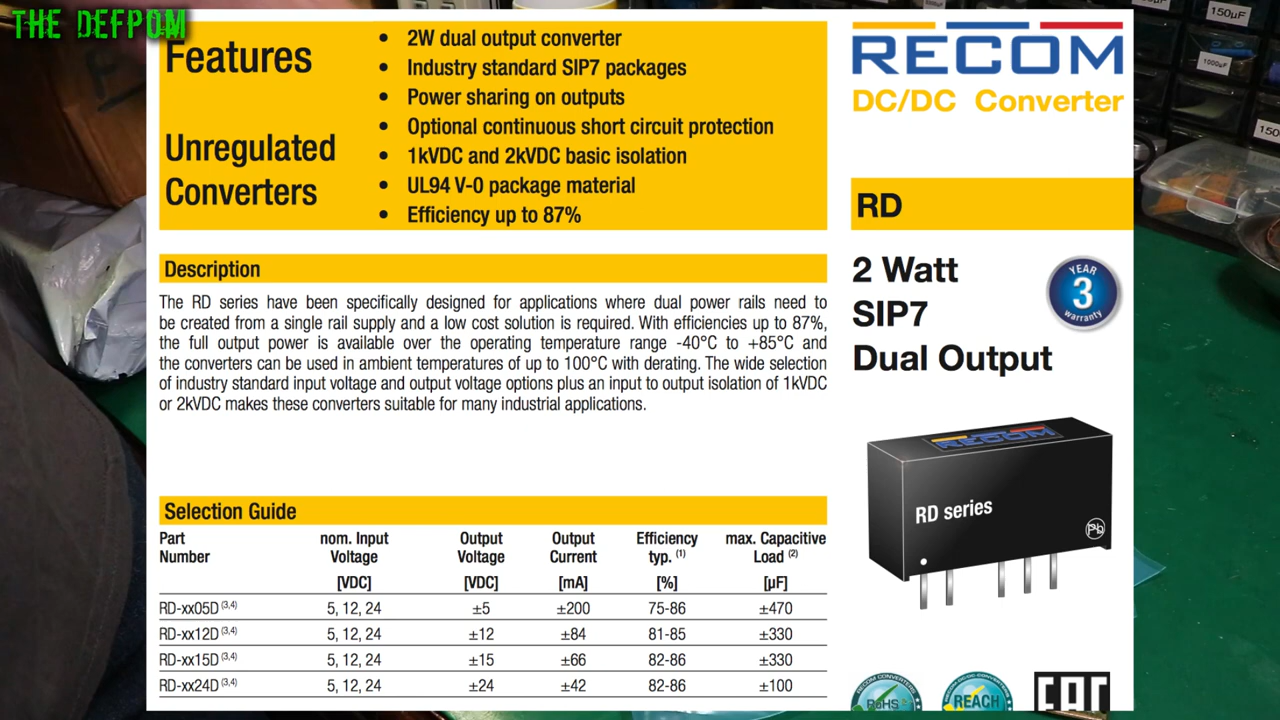 THE DEFPOM
Features
Unregulated
Converters
• 2W dual output converter
• Industry standard SIP7 packages
• Power sharing on outputs
• Optional continuous short circuit protection
• 1kVDC and 2kVDC basic isolation
• UL94 V-0 package material
• Efficiency up to 87%
RECOM
DC/DC Converter
RD
2 Watt
SIP7
Dual Output
YEAR
3
warranty
Description
The RD series have been specifically designed for applications where dual power rails need to
be created from a single rail supply and a low cost solution is required. With efficiencies up to 87%,
the full output power is available over the operating temperature range -40°C to +85°C and
the converters can be used in ambient temperatures of up to 100°C with derating. The wide selection
of industry standard input voltage and output voltage options plus an input to output isolation of 1kVDC
or 2kVDC makes these converters suitable for many industrial applications.
Selection Guide
Part Number nom. Input Voltage Output Voltage Output Current Efficiency typ. (1) max. Capacitive Load (2)
[VDC] [VDC] [mA] [%] [µF]
RD-xx05D (3,4) 5, 12, 24 ±5 ±200 75-86 ±470
RD-xx12D (3,4) 5, 12, 24 ±12 ±84 81-85 ±330
RD-xx15D (3,4) 5, 12, 24 ±15 ±66 82-86 ±330
RD-xx24D (3,4) 5, 12, 24 ±24 ±42 82-86 ±100
RECOM
RD series
Pb
RECOM CONVERTERS
RoHS
REACH
EAC
150µF
1000µF
150